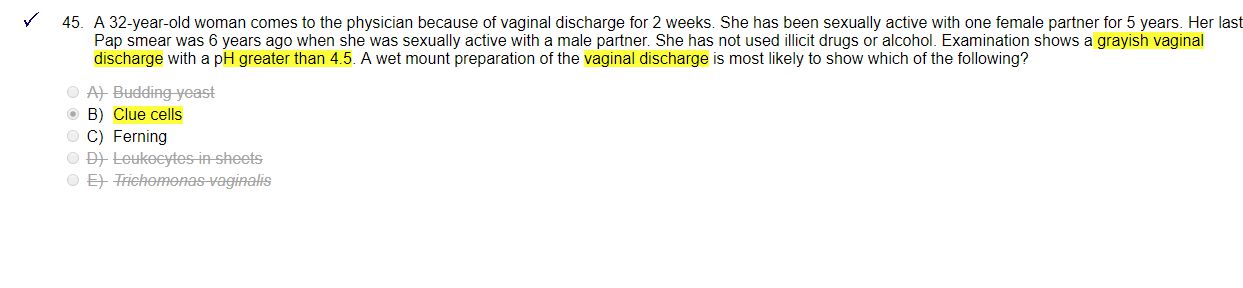 45. A 32-year-old woman comes to the physician because of vaginal discharge for 2 weeks. She has been sexually active with one female partner for 5 years. Her last
Pap smear was 6 years ago when she was sexually active with a male partner. She has not used illicit drugs or alcohol. Examination shows a grayish vaginal
discharge with a pH greater than 4.5. A wet mount preparation of the vaginal discharge is most likely to show which of the following?
A) Budding yeast
B) Clue cells
C) Ferning
D) Leukocytes in sheets
E) Trichomonas vaginalis